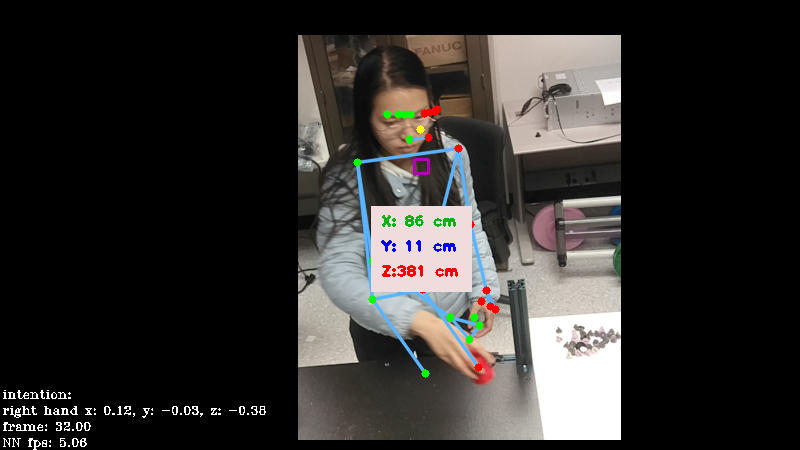 FANUC
X: 86 cm
Y: 11 cm
Z:381 cm
intention:
right hand x: 0.12, y: -0.03, z: -0.38
frame: 32.00
NN fps: 5.06